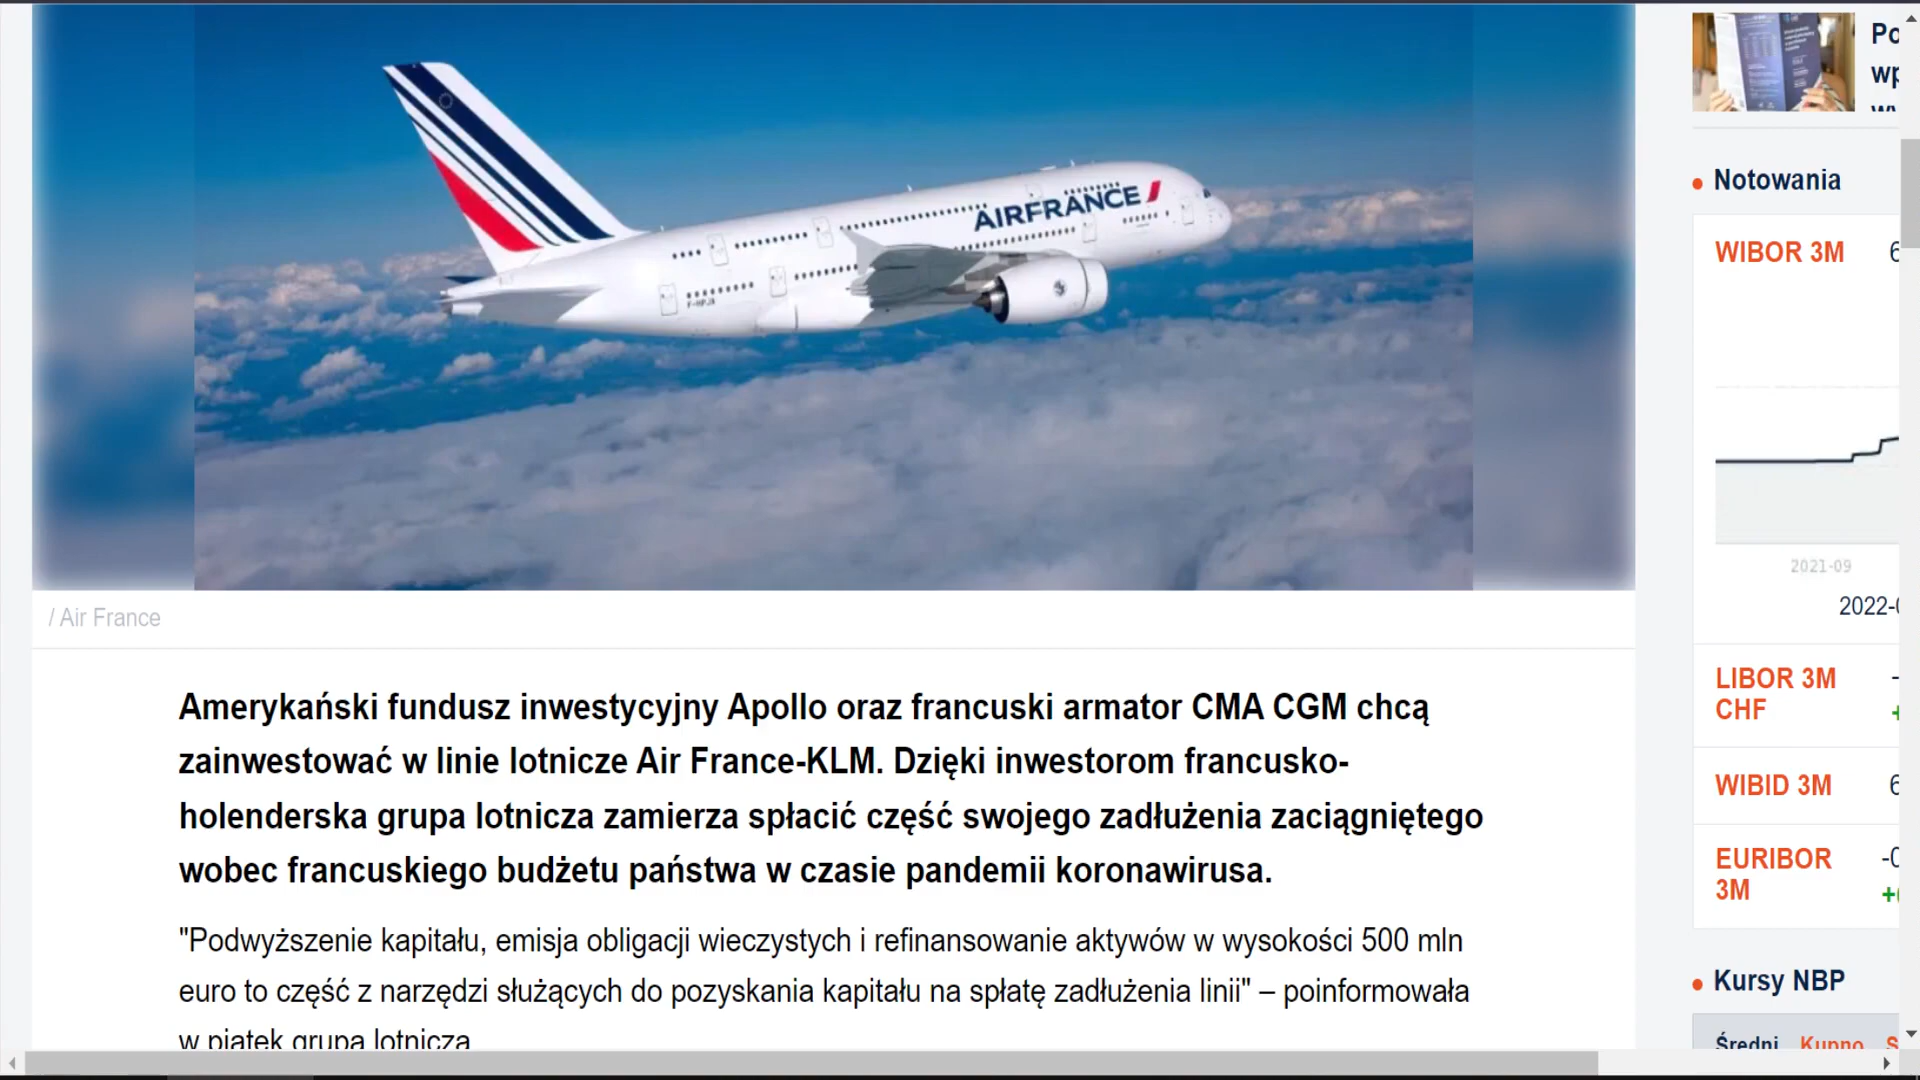 AIRFRANCE
F-HPJA
/ Air France
Amerykański fundusz inwestycyjny Apollo oraz francuski armator CMA CGM chcą
zainwestować w linie lotnicze Air France-KLM. Dzięki inwestorom francusko-
holenderska grupa lotnicza zamierza spłacić część swojego zadłużenia zaciągniętego
wobec francuskiego budżetu państwa w czasie pandemii koronawirusa.
"Podwyższenie kapitału, emisja obligacji wieczystych i refinansowanie aktywów w wysokości 500 mln
euro to część z narzędzi służących do pozyskania kapitału na spłatę zadłużenia linii" – poinformowała
w piątek grupa lotnicza
Notowania
WIBOR 3M
2021-09
LIBOR 3M
CHF
WIBID 3M
EURIBOR
3M
Kursy NBP
Średni Kupno